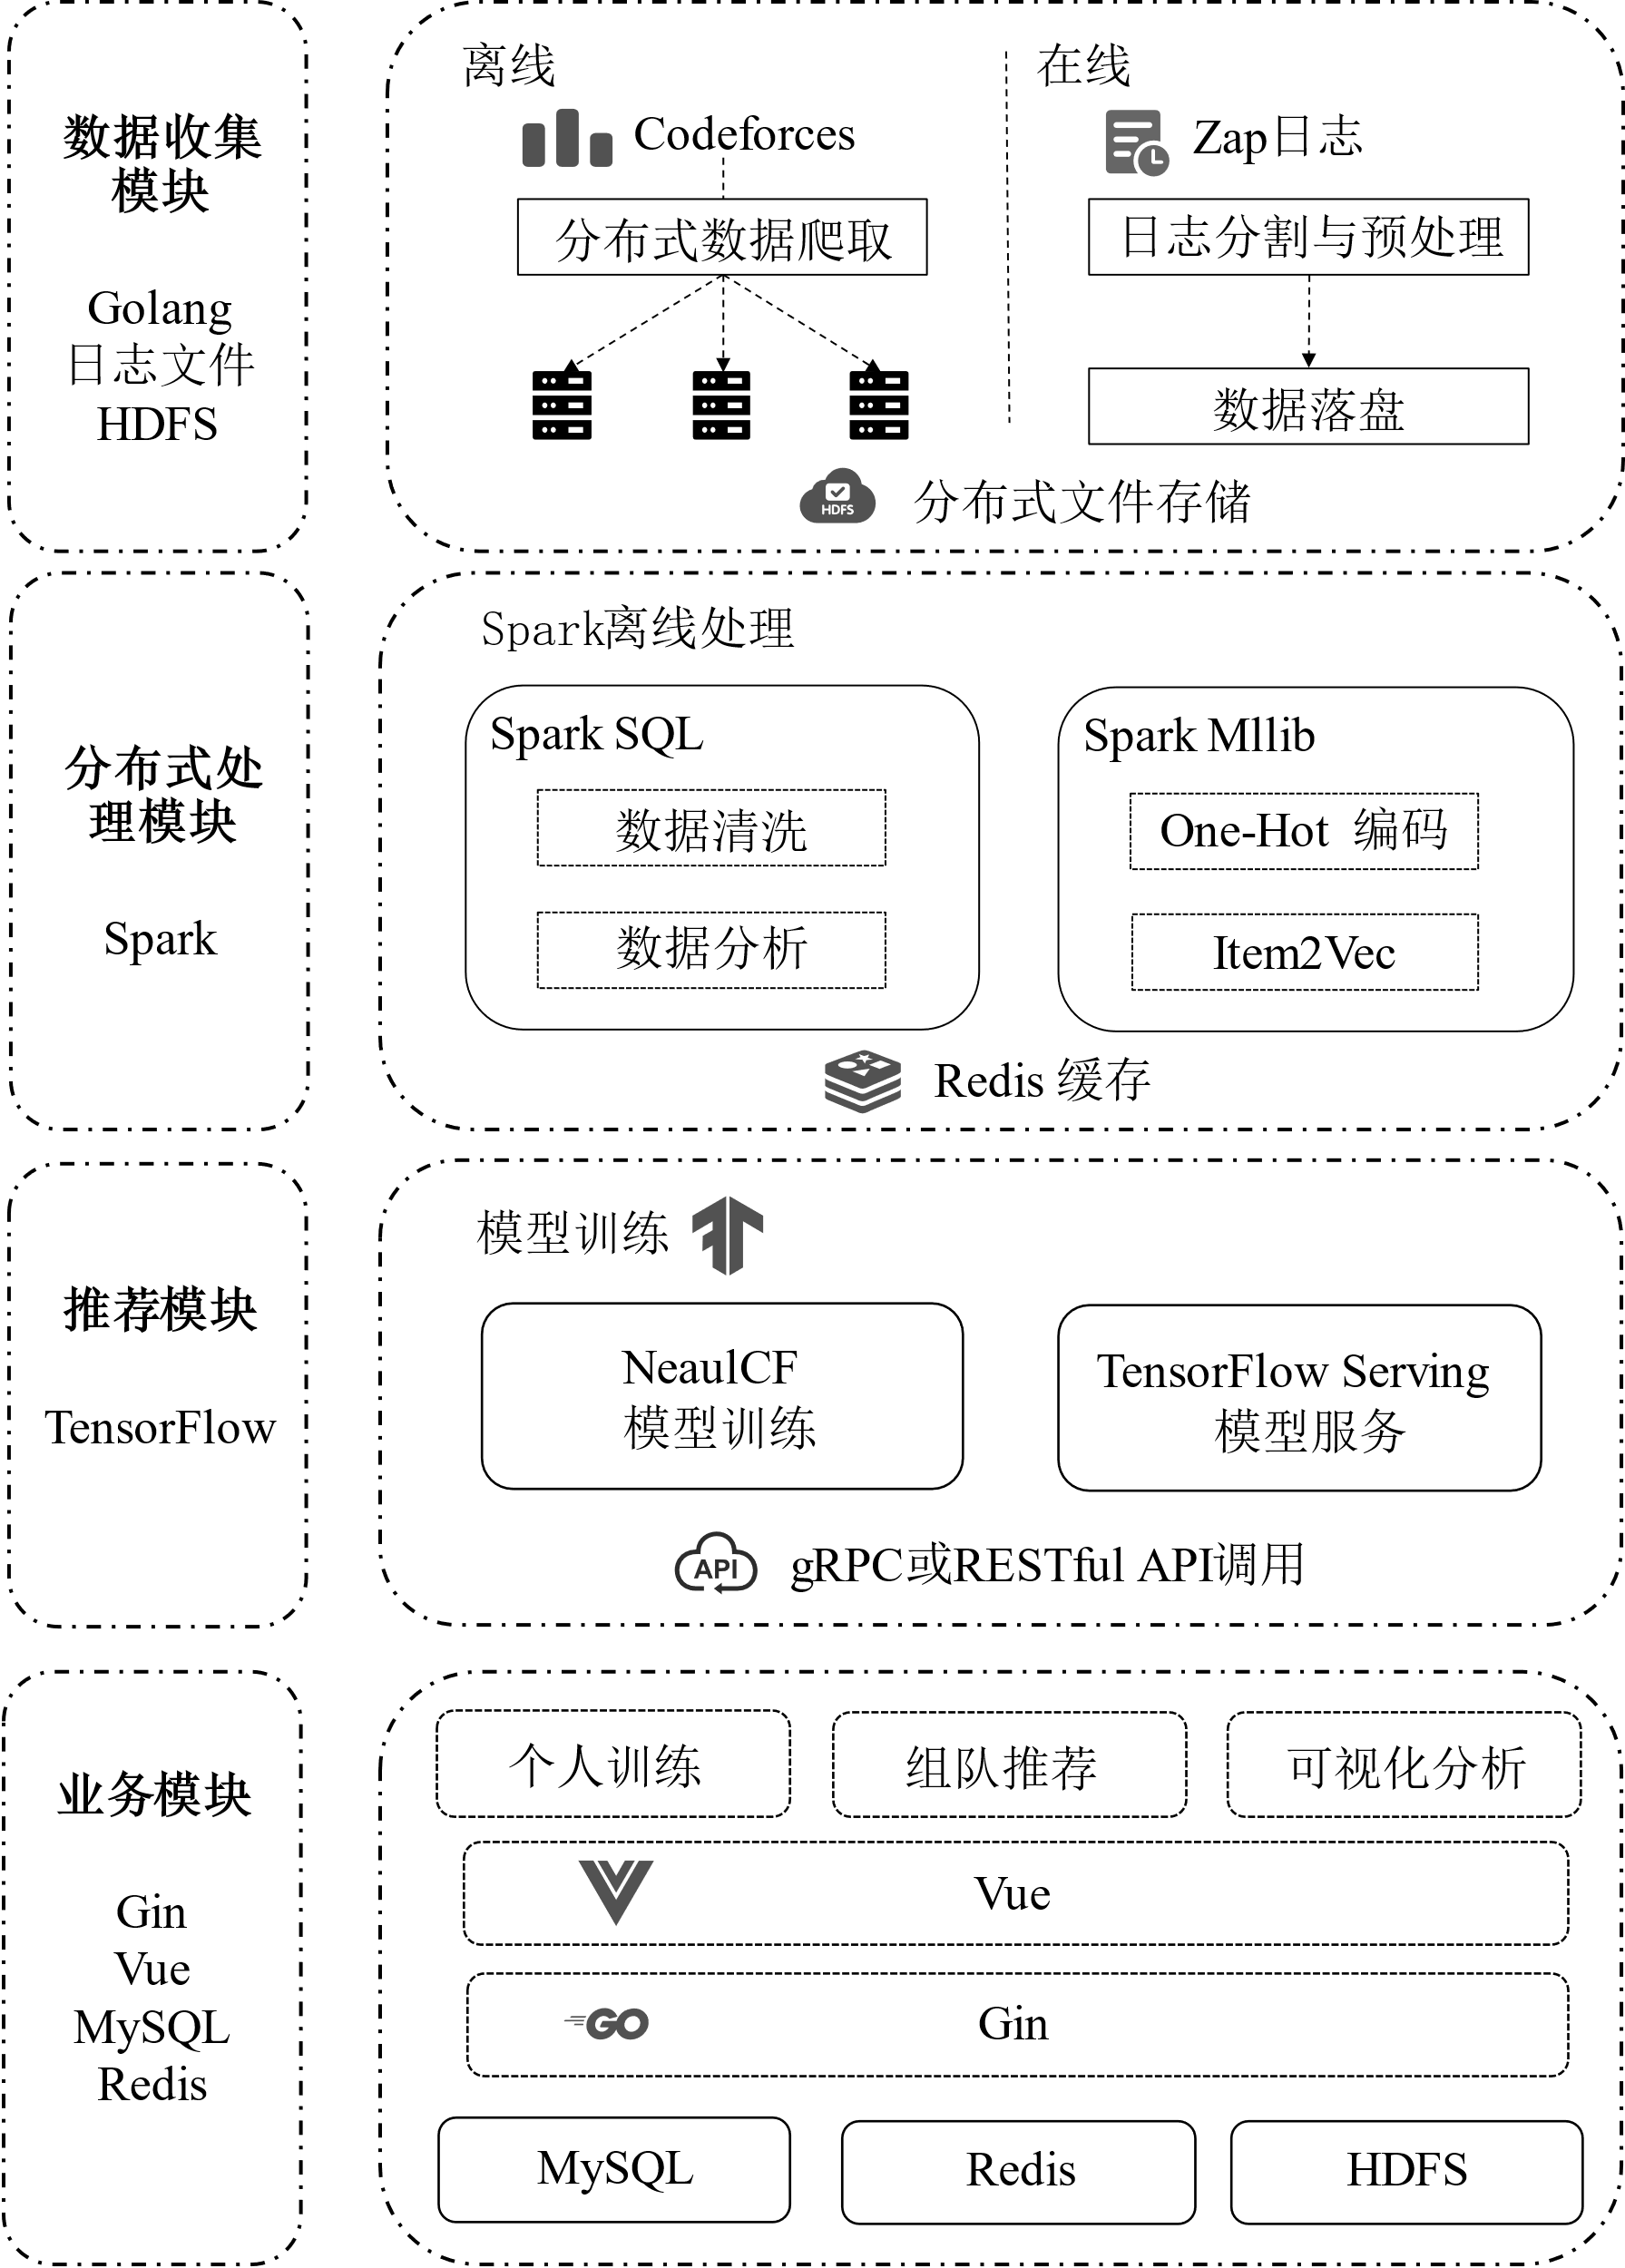 数据收集
模块
Golang
日志文件
HDFS
离线
Codeforces
分布式数据爬取
在线
Zap日志
日志分割与预处理
数据落盘
HDFS
分布式文件存储
分布式处
理模块
Spark
Spark离线处理
Spark SQL
数据清洗
数据分析
Spark Mllib
One-Hot 编码
Item2Vec
Redis 缓存
推荐模块
TensorFlow
模型训练
NeaulCF
模型训练
TensorFlow Serving
模型服务
API
gRPC或RESTful API调用
业务模块
Gin
Vue
MySQL
Redis
个人训练
组队推荐
可视化分析
Vue
GO
Gin
MySQL
Redis
HDFS